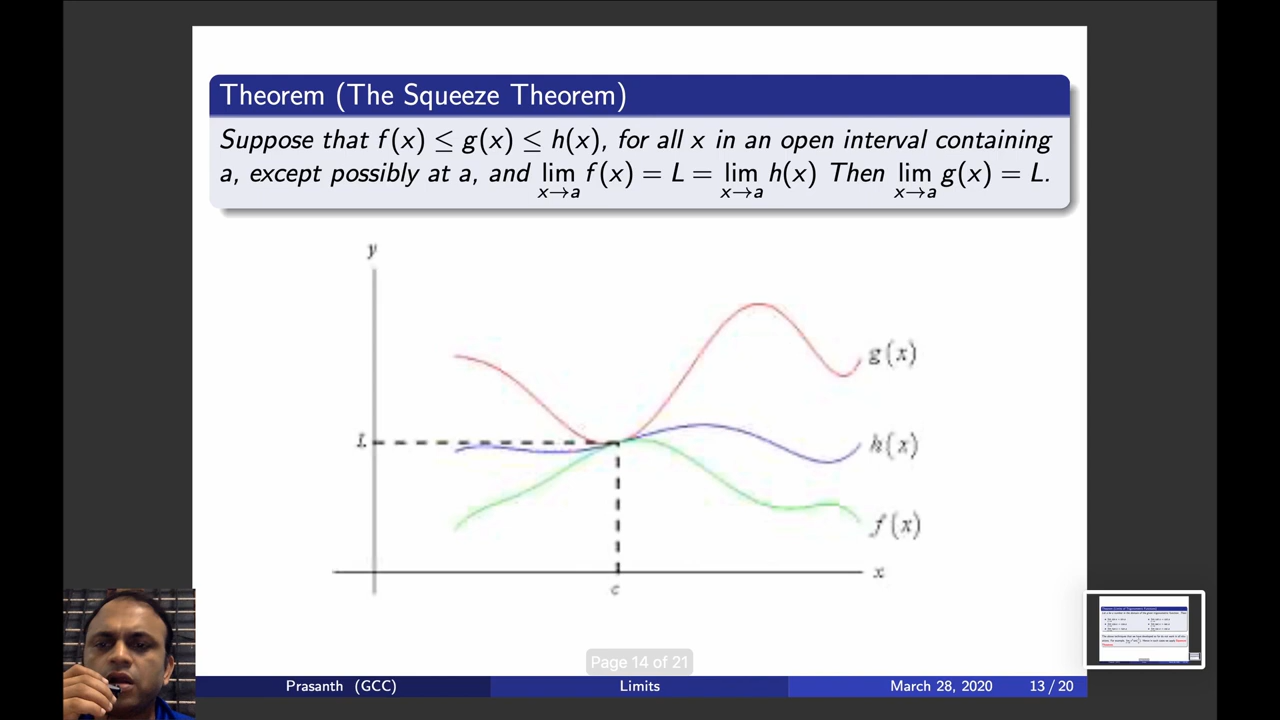 Theorem (The Squeeze Theorem)
Suppose that f(x) ≤ g(x) ≤ h(x), for all x in an open interval containing
a, except possibly at a, and lim x→a f(x) = L = lim x→a h(x) Then lim x→a g(x) = L.
y
g(x)
L
h(x)
f(x)
x
c
Page 14 of 21
Prasanth (GCC)
Limits
March 28, 2020
13 / 20